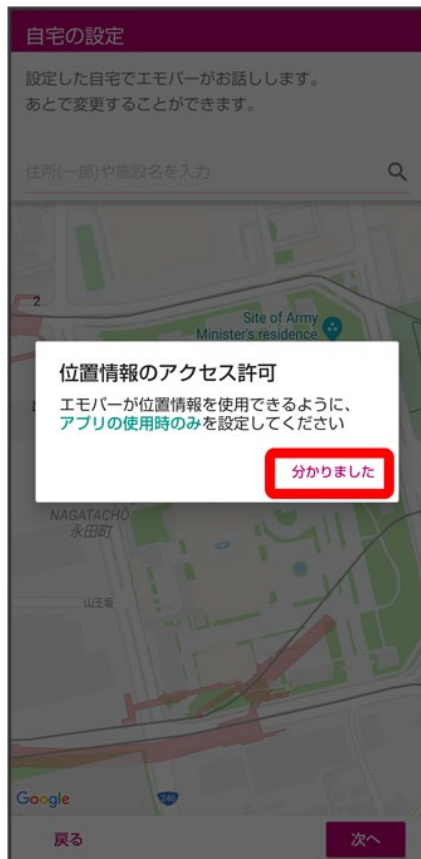 自宅の設定
設定した自宅でエモパーがお話しします。
あとで変更することができます。
住所(一部)や施設名を入力
2
Site of Army
Minister's residence
位置情報のアクセス許可
エモパーが位置情報を使用できるように、
アプリの使用時のみを設定してください
分かりました
NAGATACHO
永田町
山王坂
Google
246
戻る
次へ